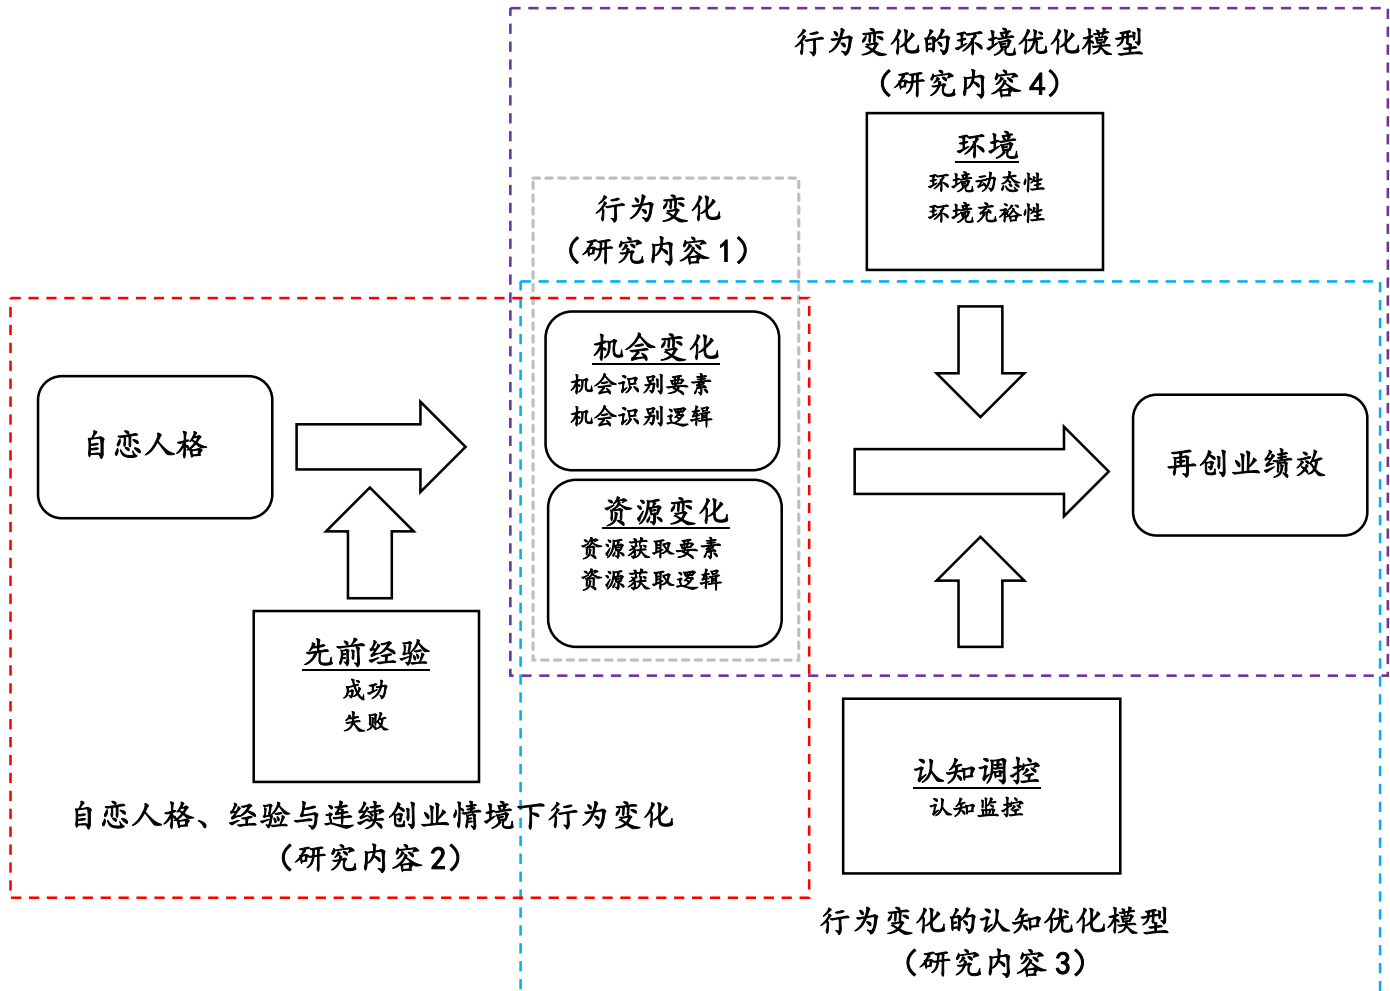 行为变化的环境优化模型
（研究内容 4）
环境
环境动态性
环境充裕性
行为变化
（研究内容 1）
机会变化
机会识别要素
机会识别逻辑
自恋人格
再创业绩效
资源变化
资源获取要素
资源获取逻辑
先前经验
成功
失败
认知调控
认知监控
自恋人格、经验与连续创业情境下行为变化
（研究内容 2）
行为变化的认知优化模型
（研究内容 3）